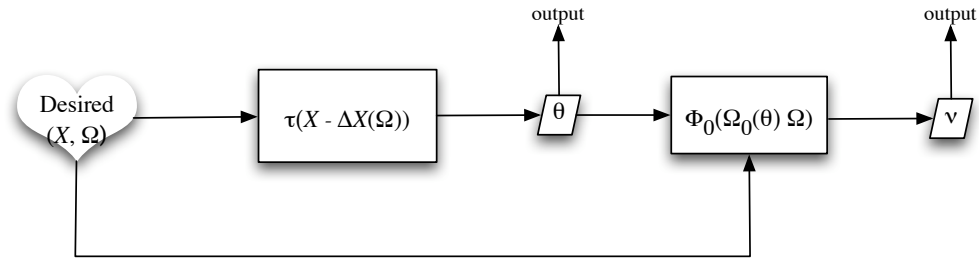 output
output
Desired
(X, Ω)
τ(X - ΔX(Ω))
θ
Φ₀(Ω₀(θ) Ω)
ν